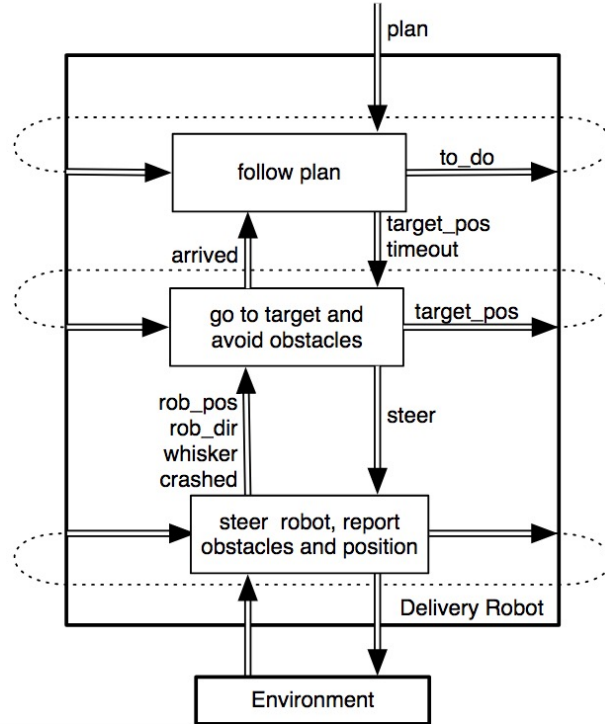 plan
follow plan
to_do
target_pos
timeout
arrived
go to target and
avoid obstacles
target_pos
rob_pos
rob_dir
whisker
crashed
steer
steer robot, report
obstacles and position
Delivery Robot
Environment